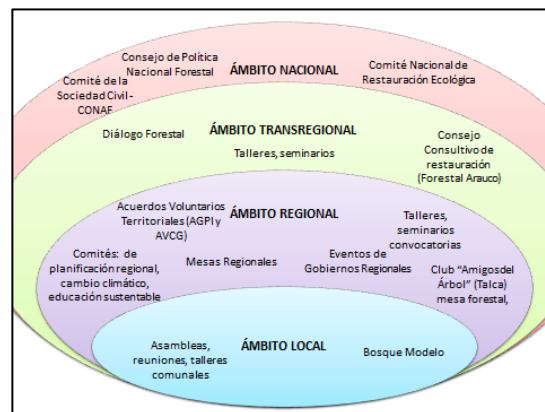 Consejo de Política
Nacional Forestal
ÁMBITO NACIONAL
Comité Nacional de
Restauración Ecológica
Comité de la
Sociedad Civil -
CONAF
Diálogo Forestal
ÁMBITO TRANSREGIONAL
Talleres, seminarios
Consejo
Consultivo de
restauración
(Forestal Arauco)
Acuerdos Voluntarios
Territoriales (AGPI y
AVCG)
ÁMBITO REGIONAL
Talleres,
seminarios
convocatorias
Comités: de
planificación regional,
cambio climático,
educación sustentable
Mesas Regionales
Eventos de
Gobiernos Regionales
Club "Amigosdel
Árbol" (Talca)
mesa forestal,
Asambleas,
reuniones, talleres
comunales
ÁMBITO LOCAL
Bosque Modelo